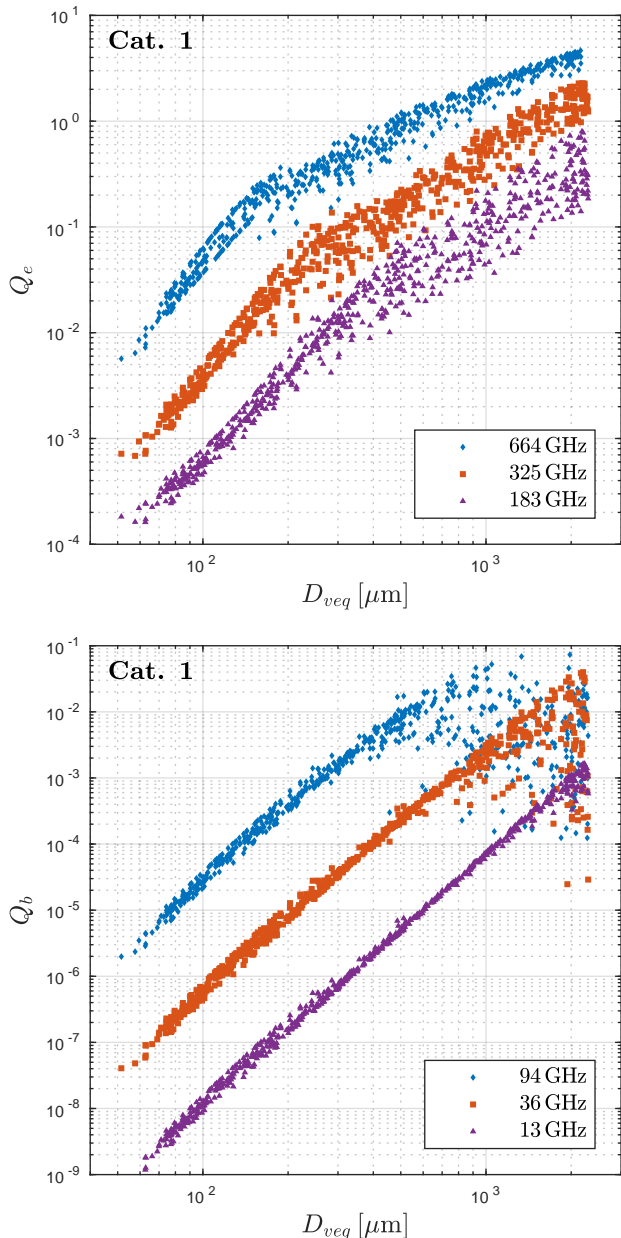 Cat. 1
10^1
10^0
10^-1
10^-2
10^-3
10^-4
Q_e
664 GHz
325 GHz
183 GHz
10^2
10^3
D_veq [μm]
Cat. 1
10^-1
10^-2
10^-3
10^-4
10^-5
10^-6
10^-7
10^-8
10^-9
Q_b
94 GHz
36 GHz
13 GHz
10^2
10^3
D_veq [μm]